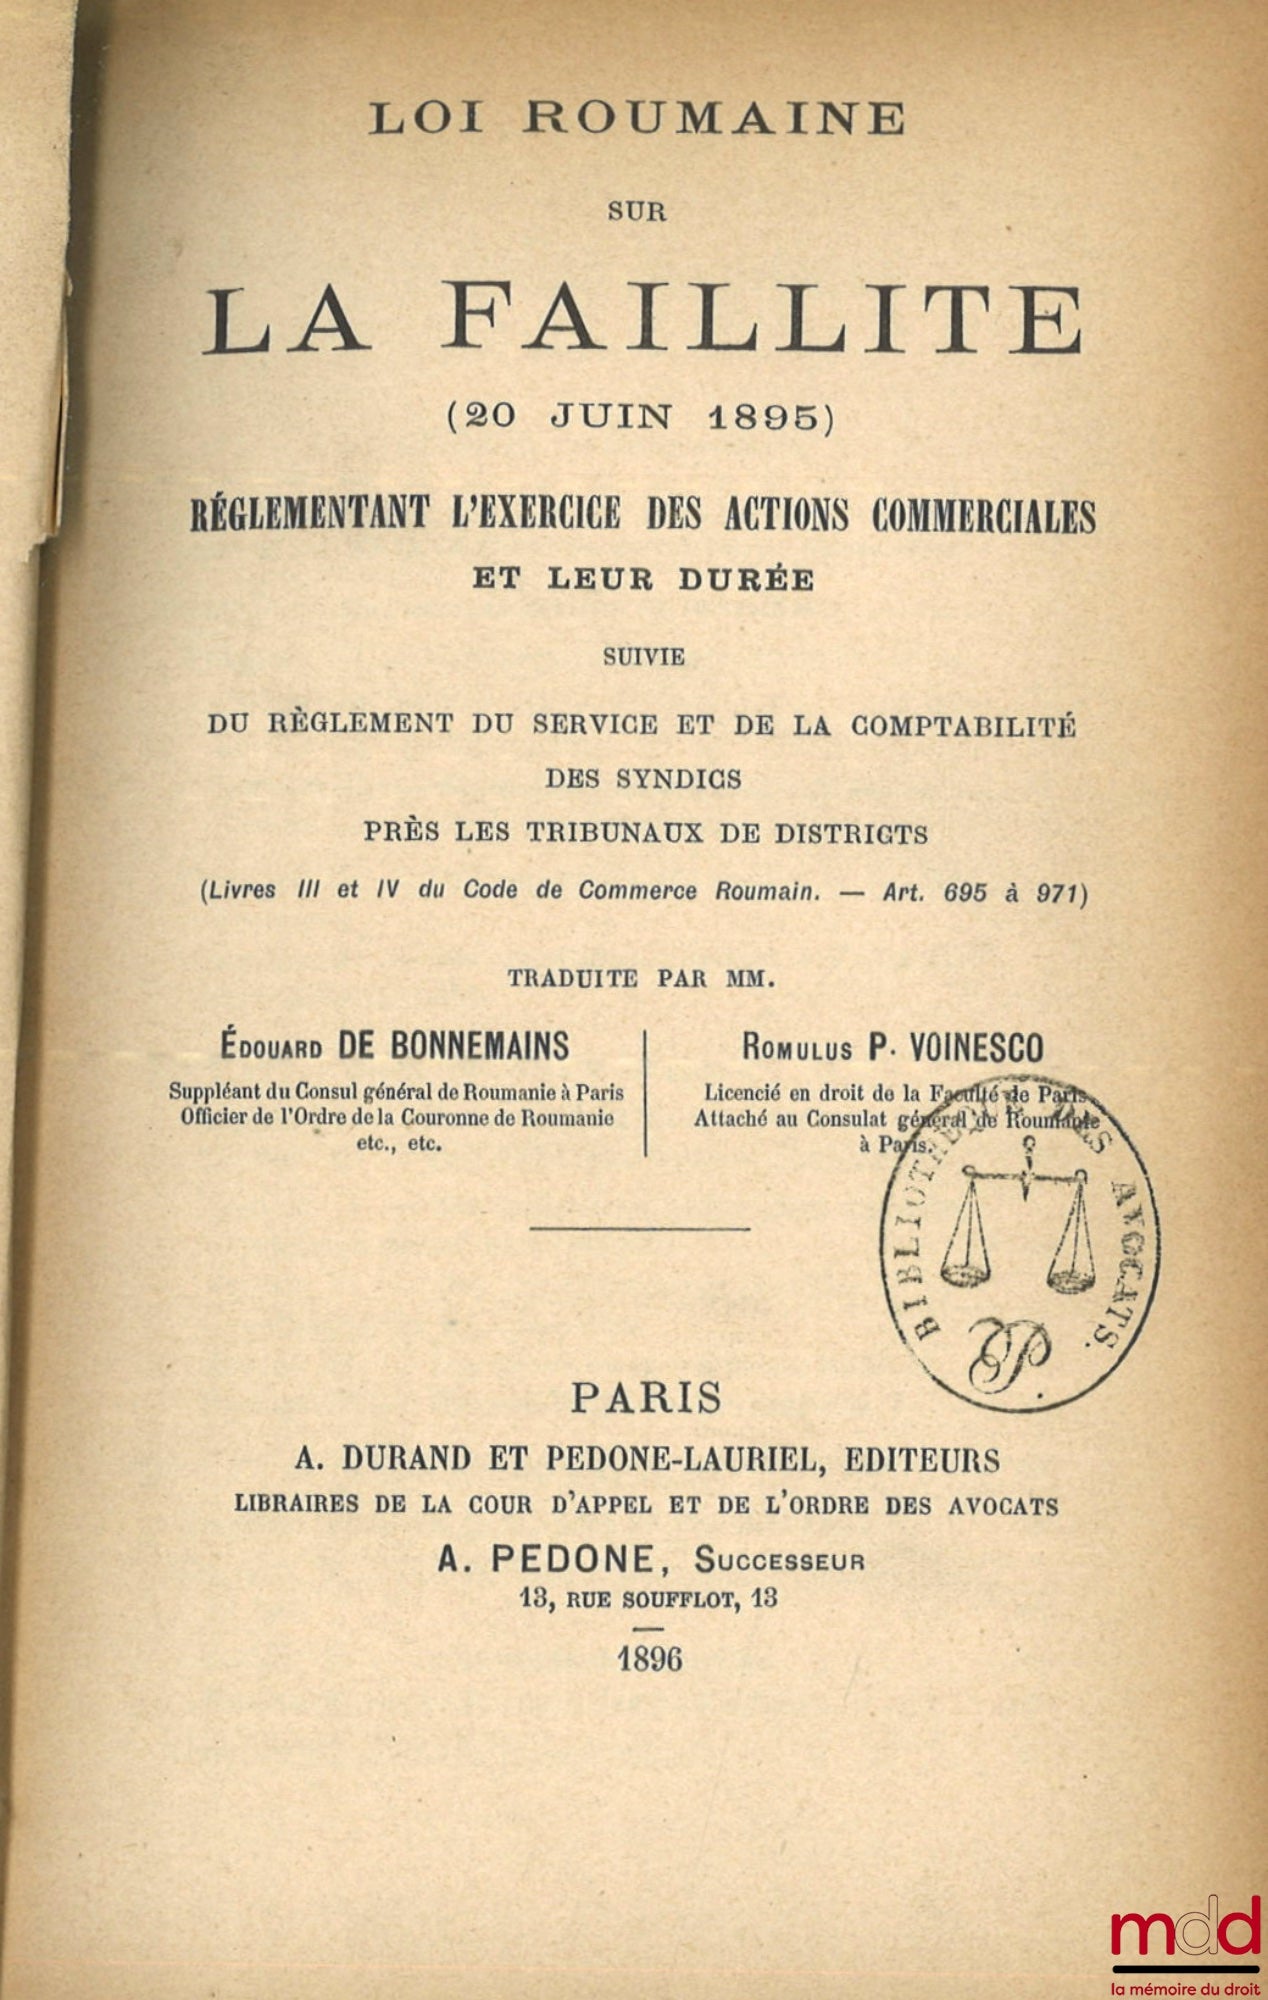 LOI ROUMAINE
SUR
LA FAILLITE
(20 JUIN 1895)
RÉGLEMENTANT L'EXERCICE DES ACTIONS COMMERCIALES
ET LEUR DURÉE
SUIVIE
DU RÈGLEMENT DU SERVICE ET DE LA COMPTABILITÉ
DES SYNDICS
PRÈS LES TRIBUNAUX DE DISTRICTS
(Livres III et IV du Code de Commerce Roumain. — Art. 695 à 971)
TRADUITE PAR MM.
ÉDOUARD DE BONNEMAINS
Suppléant du Consul général de Roumanie à Paris
Officier de l'Ordre de la Couronne de Roumanie
etc., etc.
ROMULUS P. VOINESCO
Licencié en droit de la Faculté de Paris
Attaché au Consulat général de Roumanie
à Paris.
BIBLIOTHÈQUE DES AVOCATS.
PARIS
A. DURAND ET PEDONE-LAURIEL, EDITEURS
LIBRAIRES DE LA COUR D'APPEL ET DE L'ORDRE DES AVOCATS
A. PEDONE, SUCCESSEUR
13, RUE SOUFFLOT, 13
1896
mdd
la mémoire du droit